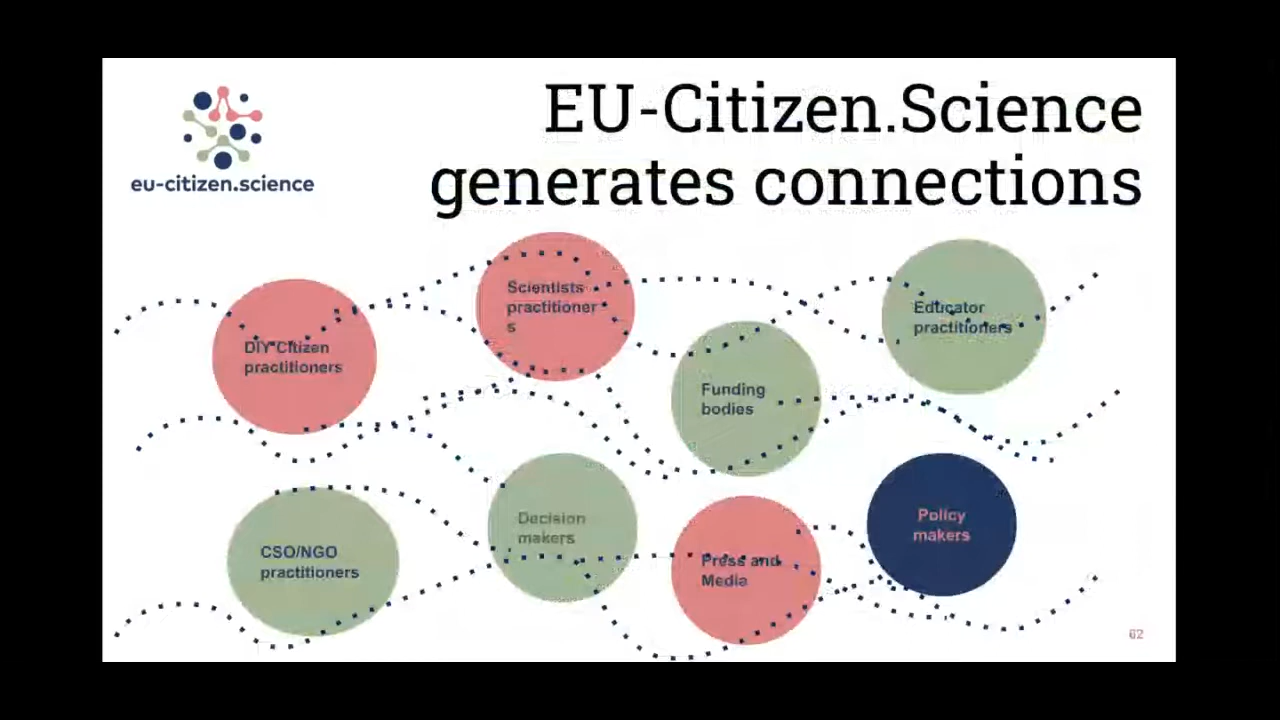 EU-Citizen.Science
generates connections
eu-citizen.science
DIY Citizen
practitioners
Scientists
practitioner
s
Educator
practitioners
Funding
bodies
CSO/NGO
practitioners
Decision
makers
Press and
Media
Policy
makers
62